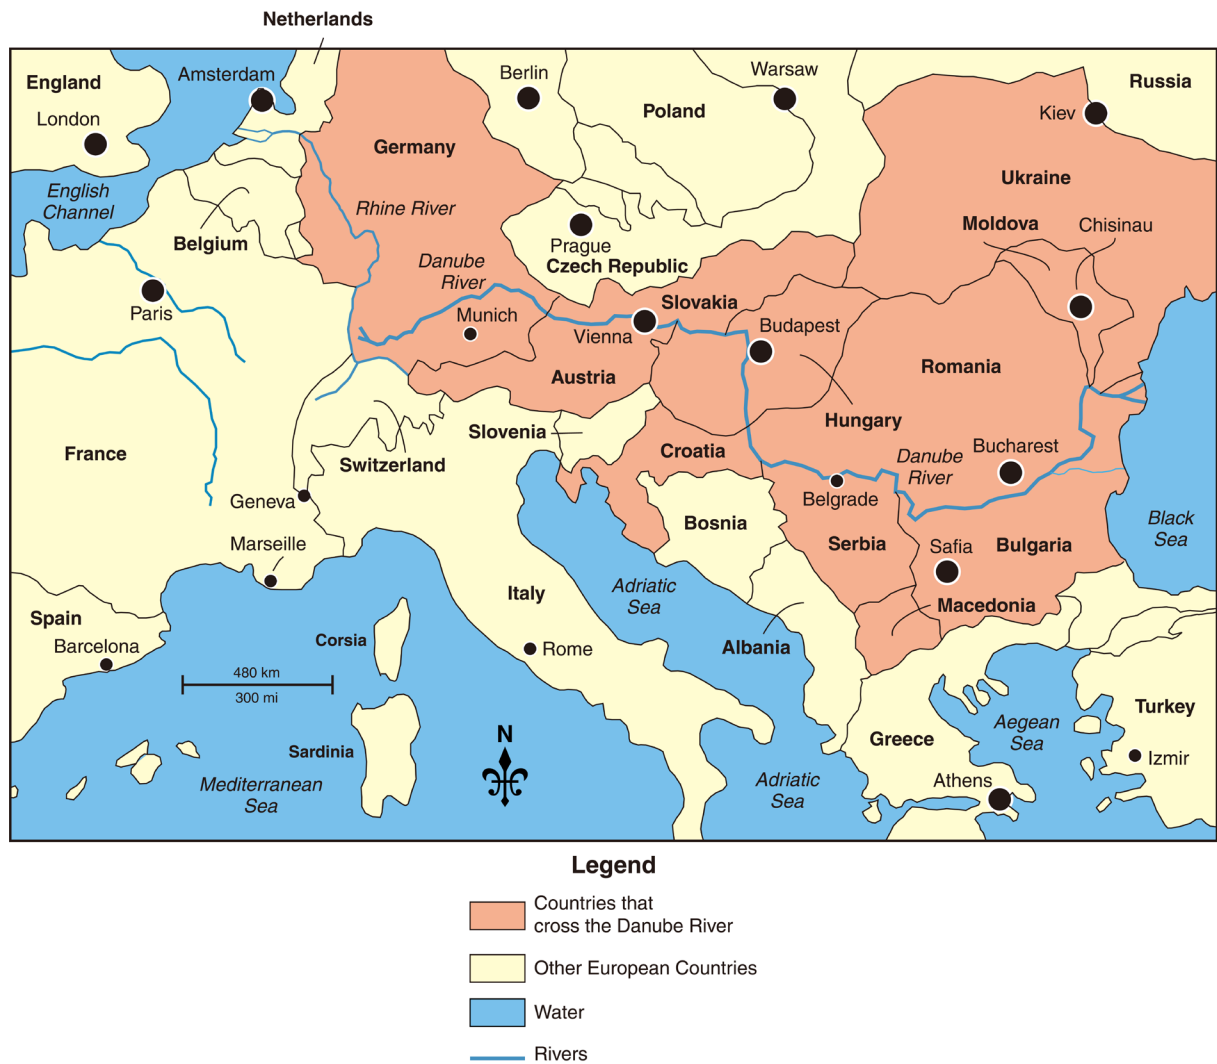 Netherlands
England
Amsterdam
Berlin
Warsaw
Russia
London
Poland
Kiev
Germany
Ukraine
English
Channel
Rhine River
Moldova
Chisinau
Belgium
Prague
Czech Republic
Danube
River
Paris
Munich
Slovakia
Vienna
Budapest
Austria
Romania
Hungary
Slovenia
France
Switzerland
Croatia
Danube
River
Bucharest
Geneva
Belgrade
Bosnia
Black
Sea
Marseille
Serbia
Safia
Bulgaria
Italy
Adriatic
Sea
Macedonia
Spain
Corsia
Barcelona
Rome
Albania
480 km
300 mi
Turkey
N
Aegean
Sea
Greece
Sardinia
Izmir
Mediterranean
Sea
Adriatic
Sea
Athens
Legend
Countries that
cross the Danube River
Other European Countries
Water
Rivers